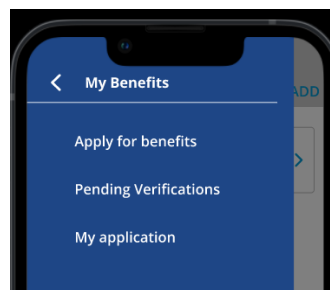 My Benefits
ADD
Apply for benefits
Pending Verifications
My application